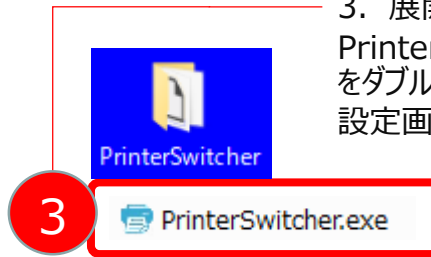 3. 展
Printer
をダブル
設定画
PrinterSwitcher
3
PrinterSwitcher.exe